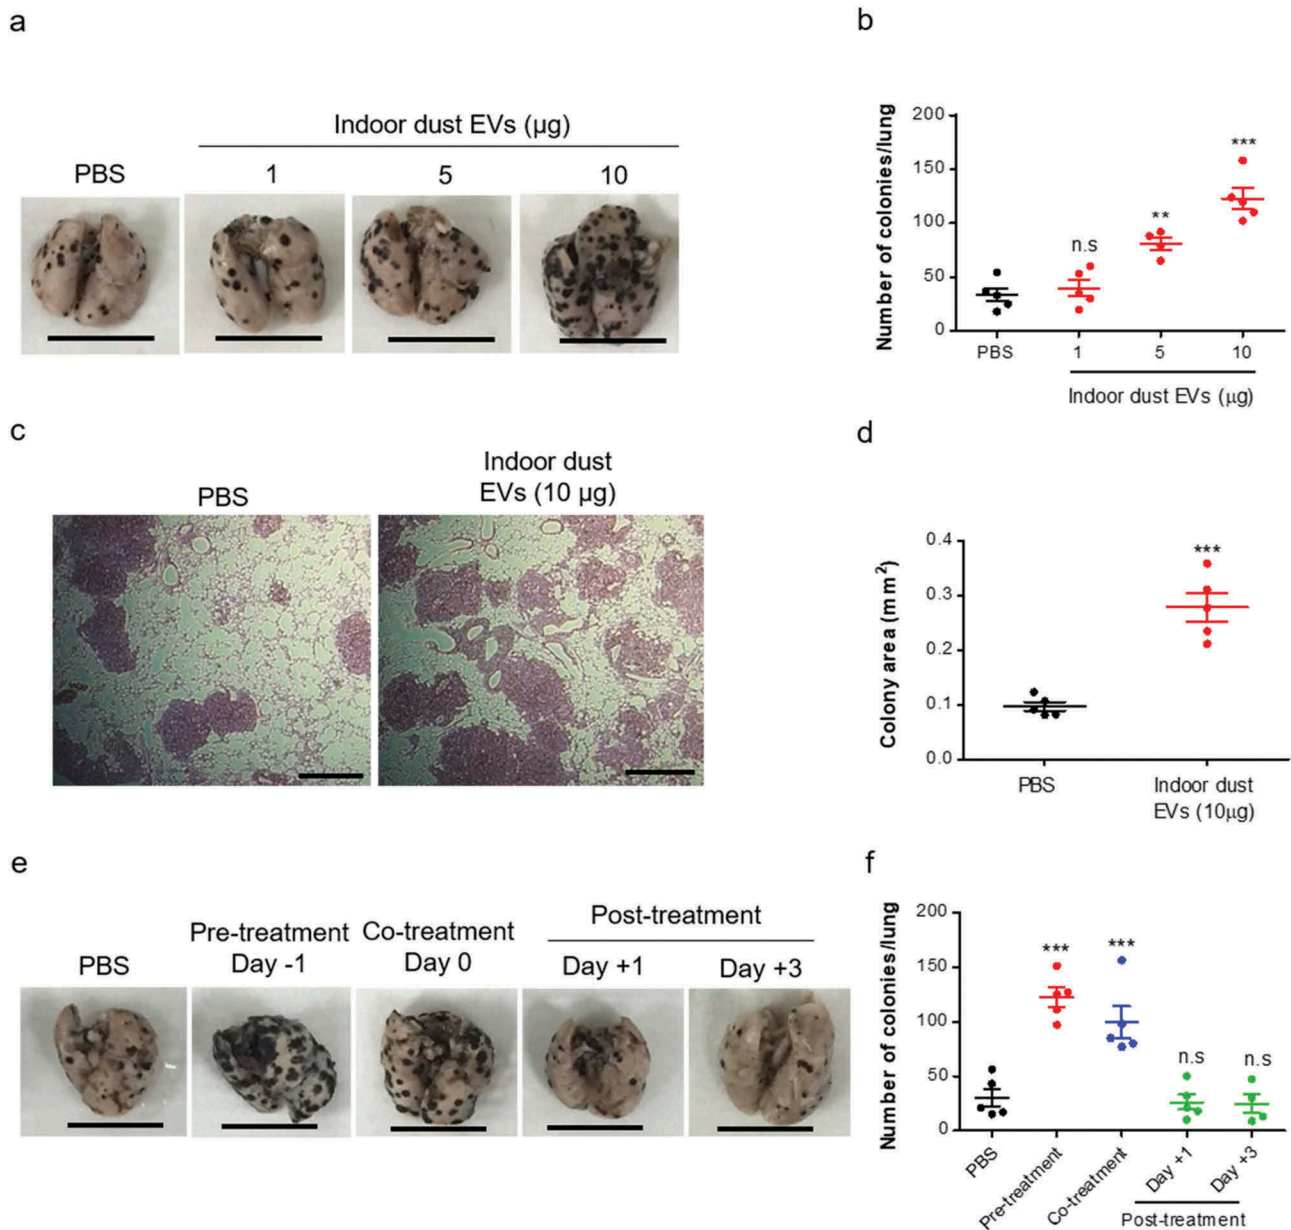 a
Indoor dust EVs (µg)
PBS
1
5
10
b
Number of colonies/lung
200
150
100
50
0
n.s
**
***
PBS
1
5
10
Indoor dust EVs (µg)
c
PBS
Indoor dust
EVs (10 µg)
d
Colony area (mm²)
0.4
0.3
0.2
0.1
0.0
***
PBS
Indoor dust
EVs (10µg)
e
PBS
Pre-treatment
Day -1
Co-treatment
Day 0
Post-treatment
Day +1
Day +3
f
Number of colonies/lung
200
150
100
50
0
***
***
n.s
n.s
PBS
Pre-treatment
Co-treatment
Day +1
Day +3
Post-treatment